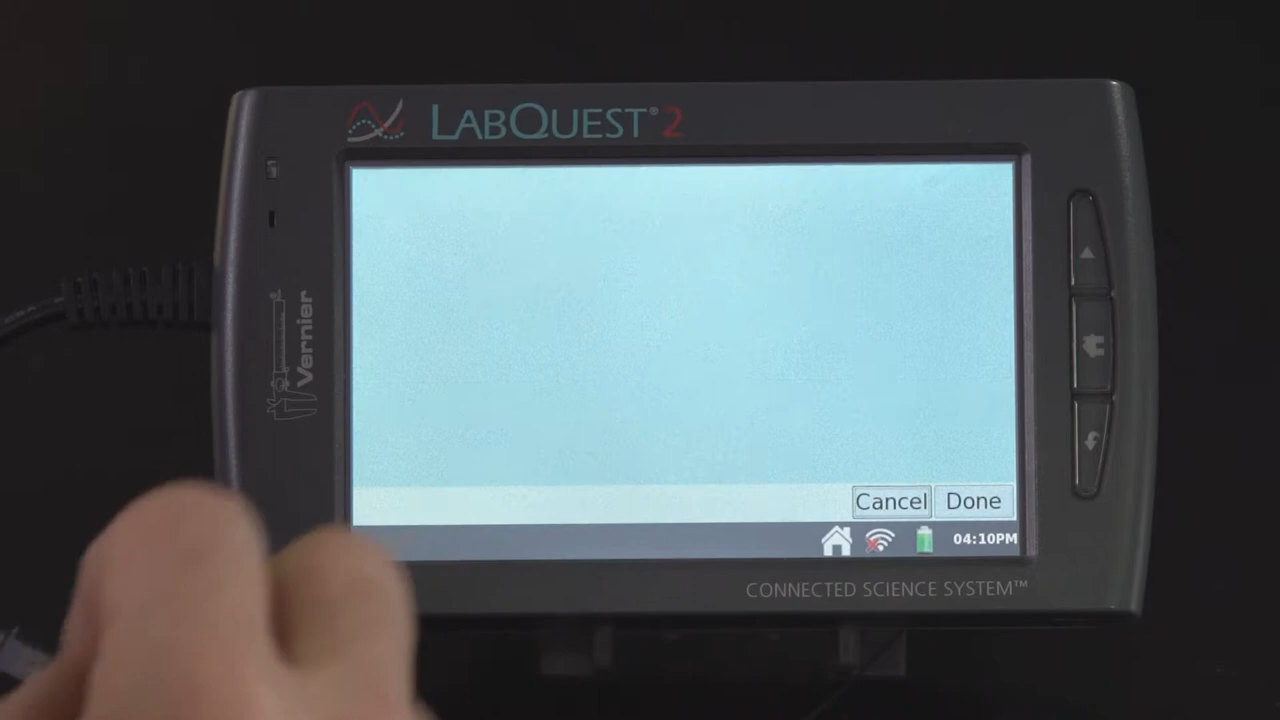 LABQUEST® 2
Vernier
Cancel Done
04:10PM
CONNECTED SCIENCE SYSTEM™